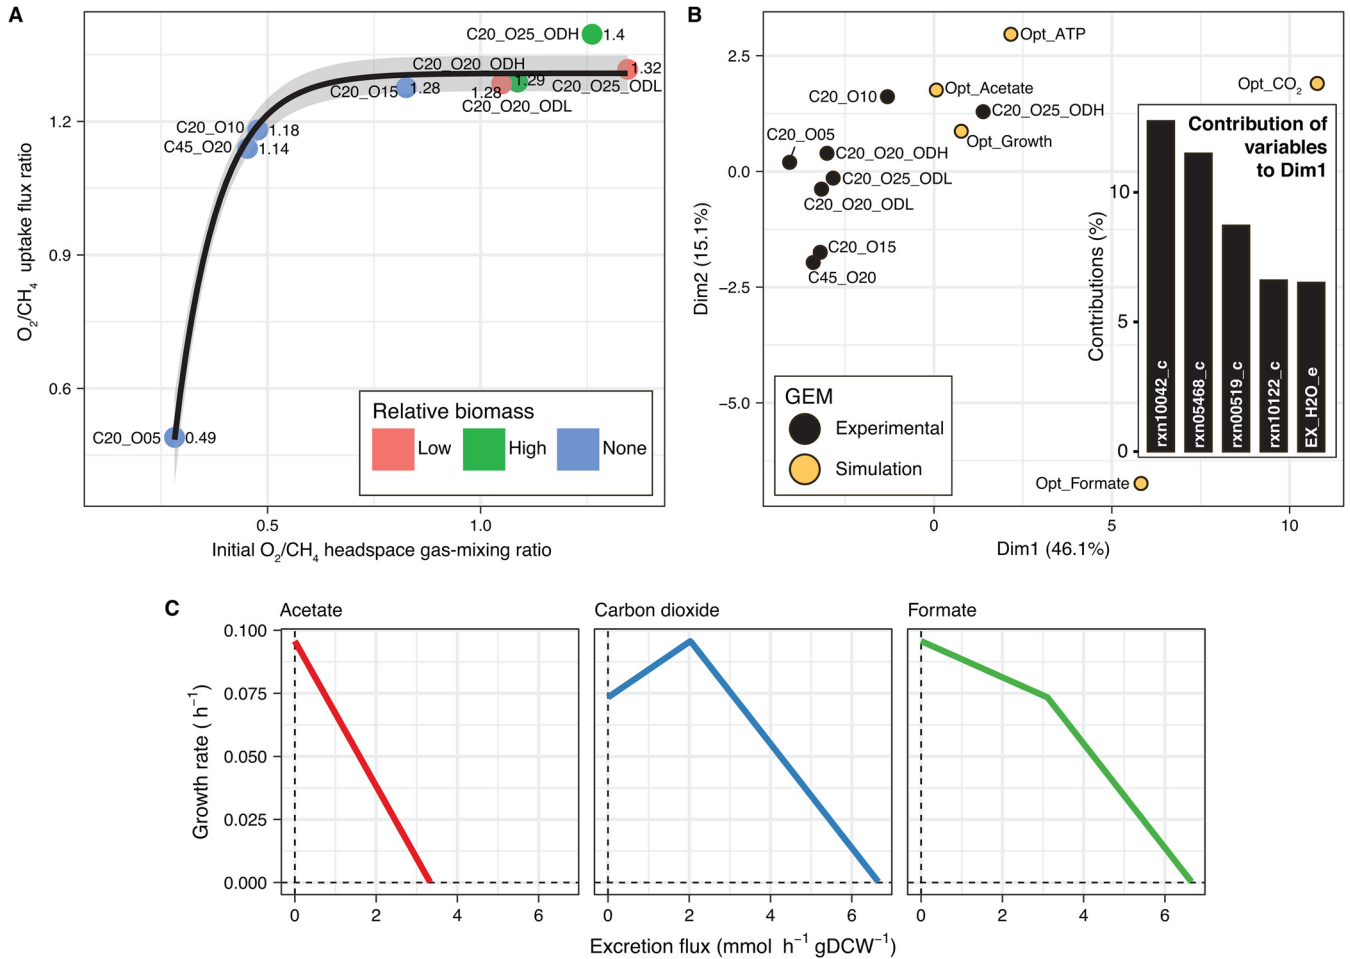 A
O2/CH4 uptake flux ratio
1.2
0.9
0.6
C20_O25_ODH 1.4
C20_O20_ODH
1.32
C20_O15 1.28
1.28
1.29
C20_O25_ODL
C20_O20_ODL
C20_O10 1.18
C45_O20 1.14
C20_O05 0.49
Relative biomass
Low High None
0.5 1.0
Initial O2/CH4 headspace gas-mixing ratio
B
Dim2 (15.1%)
2.5
0.0
−2.5
−5.0
Opt_ATP
Opt_CO2
Opt_Acetate
C20_O10
C20_O25_ODH
Opt_Growth
C20_O05
C20_O20_ODH
C20_O25_ODL
C20_O20_ODL
C20_O15
C45_O20
Opt_Formate
GEM
Experimental
Simulation
Contribution of
variables
to Dim1
Contributions (%)
10
5
0
rxn10042_c
rxn05468_c
rxn00519_c
rxn10122_c
EX_H2O_e
0 5 10
Dim1 (46.1%)
C
Acetate Carbon dioxide Formate
Growth rate ( h−1)
0.100
0.075
0.050
0.025
0.000
0 2 4 6 0 2 4 6 0 2 4 6
Excretion flux (mmol h−1 gDCW−1)